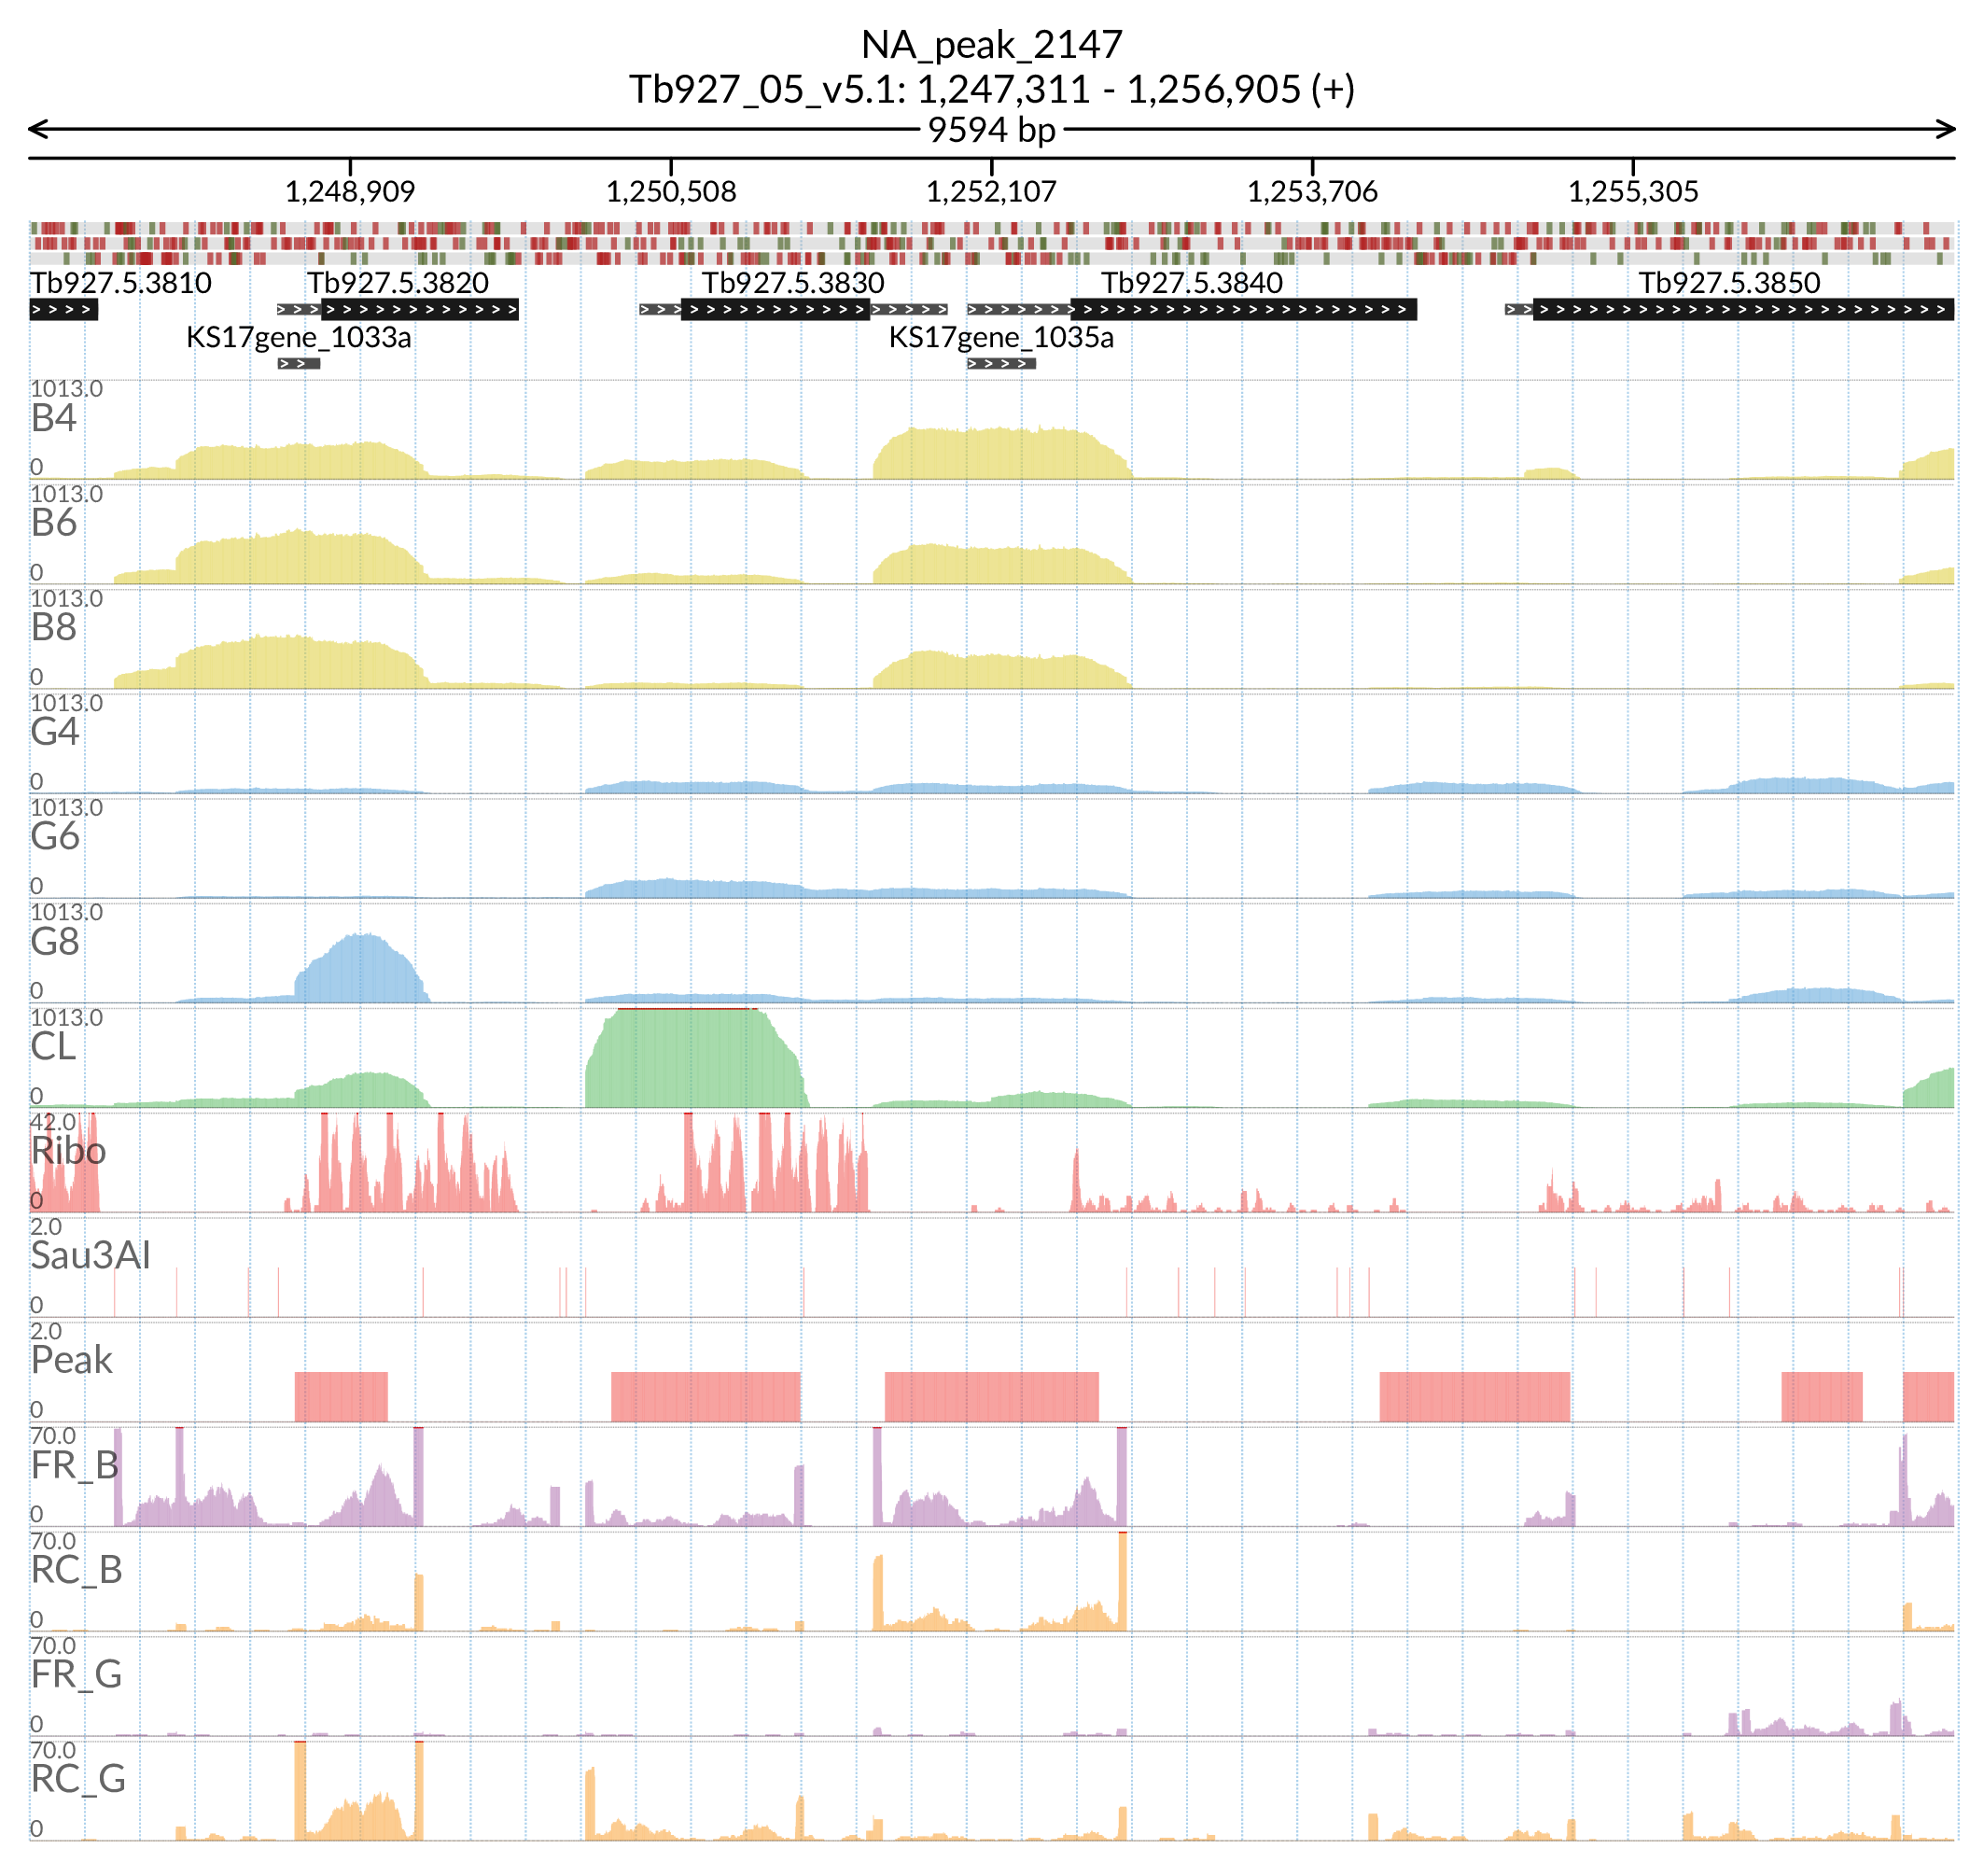 NA_peak_2147
Tb927_05_v5.1: 1,247,311 - 1,256,905 (+)
9594 bp
1,248,909 1,250,508 1,252,107 1,253,706 1,255,305
Tb927.5.3810 Tb927.5.3820 Tb927.5.3830 Tb927.5.3840 Tb927.5.3850
KS17gene_1033a KS17gene_1035a
1013.0
B4
0
1013.0
B6
0
1013.0
B8
0
1013.0
G4
0
1013.0
G6
0
1013.0
G8
0
1013.0
CL
0
42.0
Ribo
0
2.0
Sau3AI
0
2.0
Peak
0
70.0
FR_B
0
70.0
RC_B
0
70.0
FR_G
0
70.0
RC_G
0